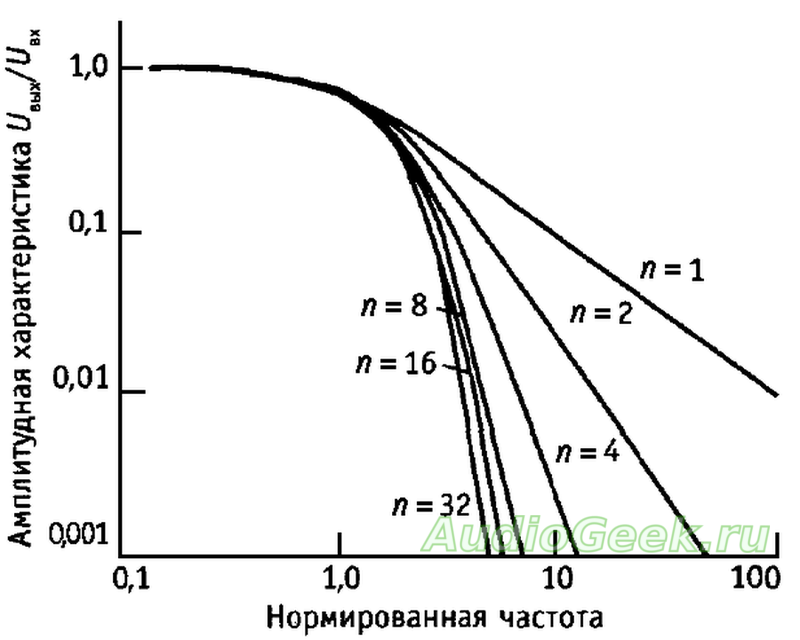 Амплитудная характеристика Uвых/Uвх
1,0
0,1
0,01
0,001
n = 1
n = 2
n = 8
n = 16
n = 4
n = 32
AudioGeek.ru
0,1 1,0 10 100
Нормированная частота